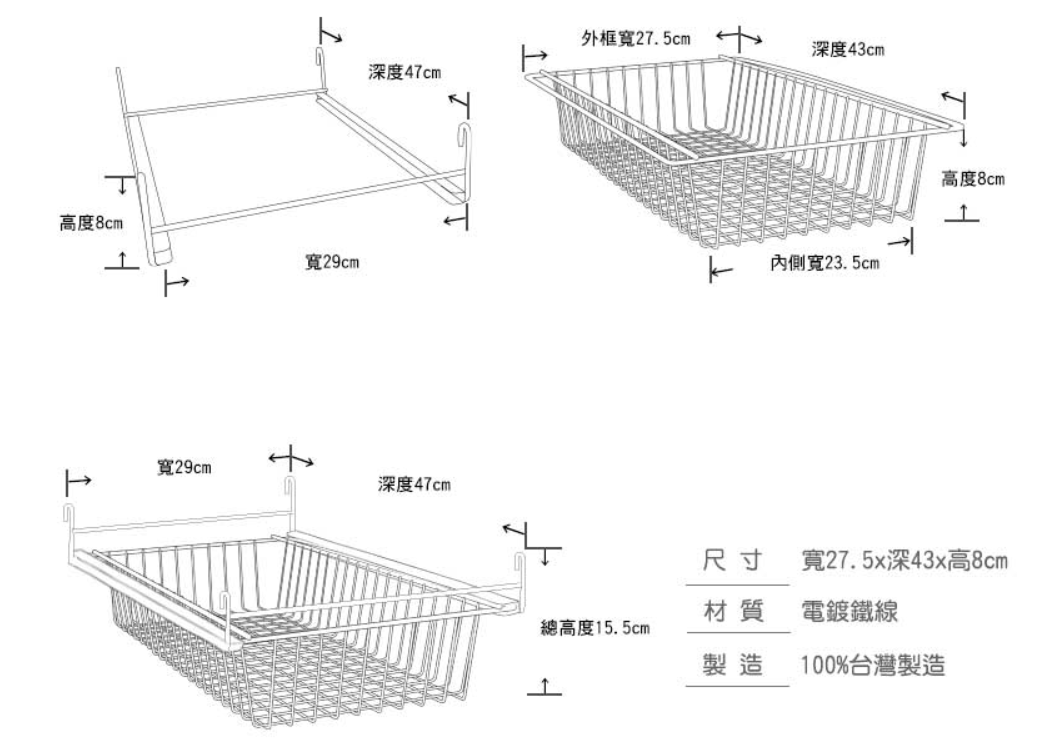 深度47cm
高度8cm
寬29cm
外框寬27.5cm
深度43cm
高度8cm
內側寬23.5cm
寬29cm
深度47cm
總高度15.5cm
尺寸 寬27.5x深43x高8cm
材質 電鍍鐵線
製造 100%台灣製造